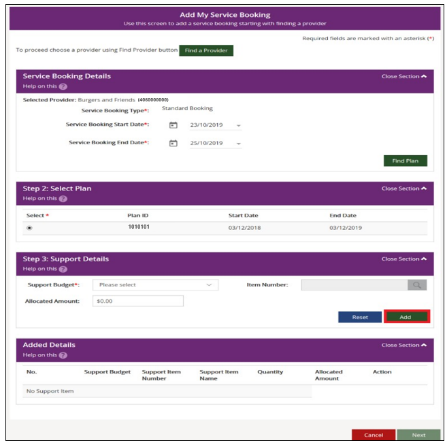 Add My Service Booking
Use this screen to add a service booking starting with finding a provider
Required fields are marked with an asterisk (*)
To proceed choose a provider using Find Provider button Find a Provider
Service Booking Details Close Section
Help on this ?
Selected Provider: Burgers and Friends (4000000000)
Service Booking Type*: Standard Booking
Service Booking Start Date*: 23/10/2019
Service Booking End Date*: 25/10/2019
Find Plan
Step 2: Select Plan Close Section
Help on this ?
Select * Plan ID Start Date End Date
1010101 03/12/2018 03/12/2019
Step 3: Support Details Close Section
Help on this ?
Support Budget*: Please select Item Number:
Allocated Amount: $0.00
Reset Add
Added Details Close Section
Help on this ?
No. Support Budget Support Item Number Support Item Name Quantity Allocated Amount Action
No Support Item
Cancel Next